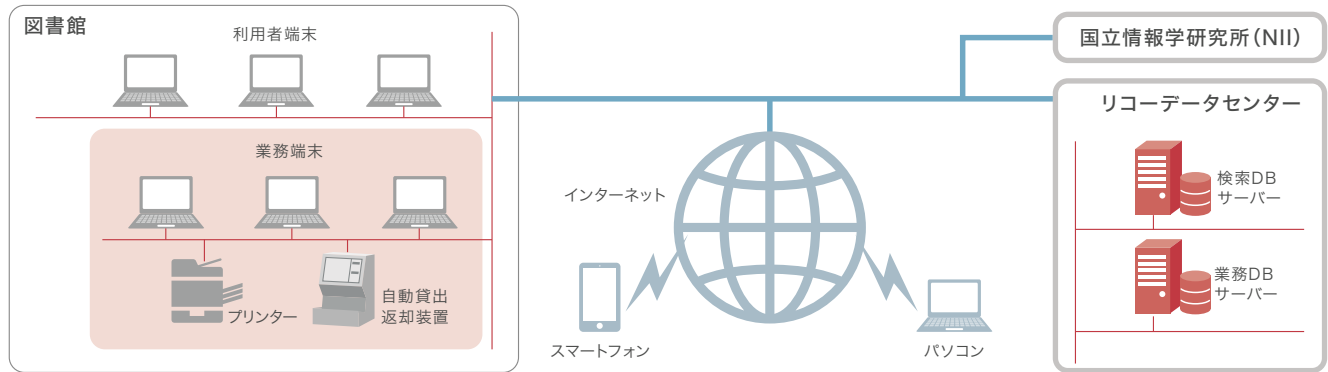 図書館
利用者端末
業務端末
プリンター
自動貸出
返却装置
インターネット
スマートフォン
パソコン
国立情報学研究所(NII)
リコーデータセンター
検索DB
サーバー
業務DB
サーバー